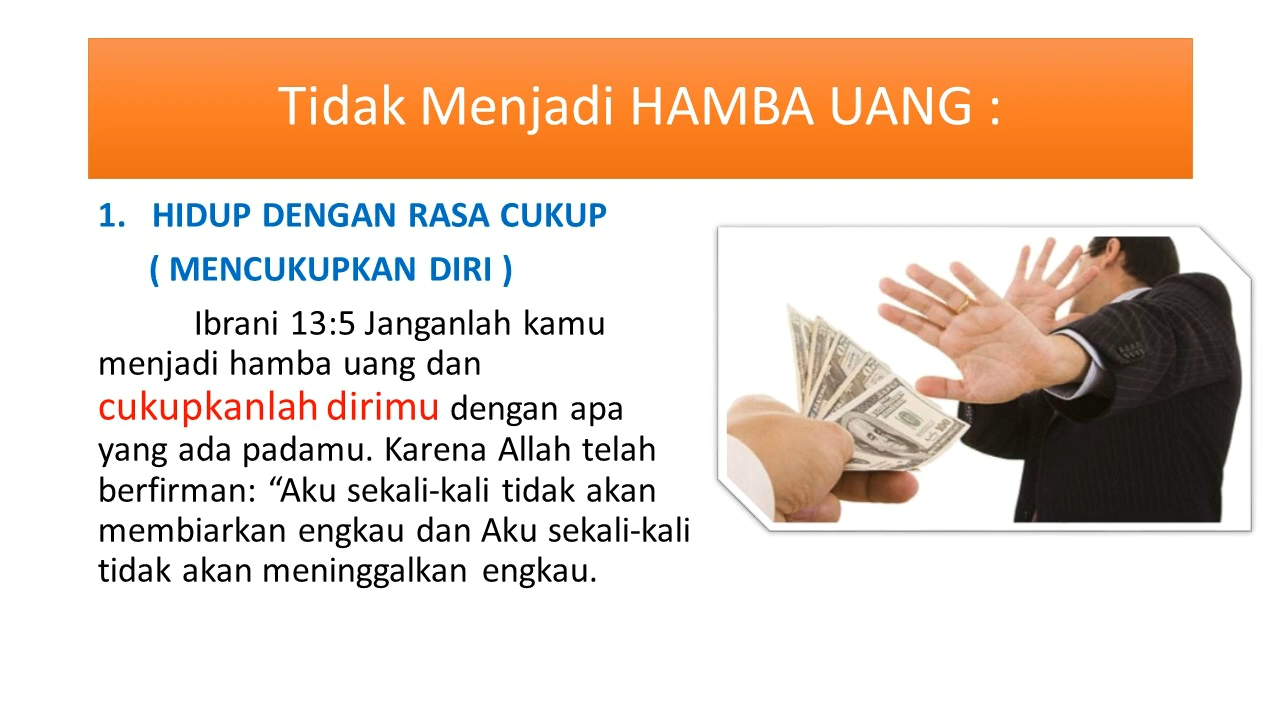 Tidak Menjadi HAMBA UANG :
1. HIDUP DENGAN RASA CUKUP
( MENCUKUPKAN DIRI )
Ibrani 13:5 Janganlah kamu
menjadi hamba uang dan
cukupkanlah dirimu dengan apa
yang ada padamu. Karena Allah telah
berfirman: “Aku sekali-kali tidak akan
membiarkan engkau dan Aku sekali-kali
tidak akan meninggalkan engkau.